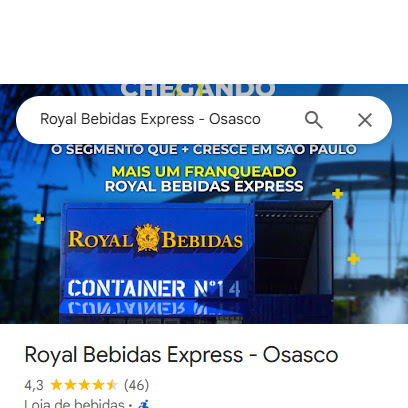 CHEGANDO
Royal Bebidas Express - Osasco
O SEGMENTO QUE + CRESCE EM SÃO PAULO
MAIS UM FRANQUEADO
ROYAL BEBIDAS EXPRESS
ROYAL BEBIDAS
CONTAINER Nº14
Royal Bebidas Express - Osasco
4,3 (46)
Loja de bebidas ·